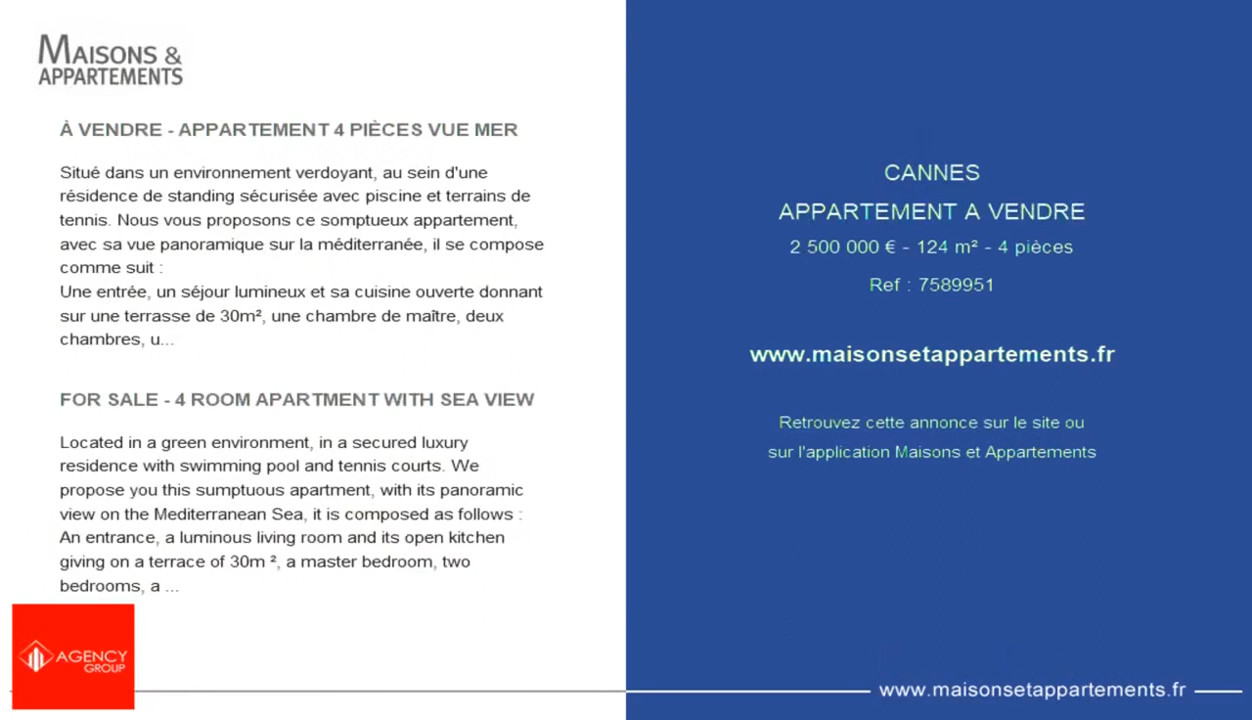 MAISONS &
APPARTEMENTS
À VENDRE - APPARTEMENT 4 PIÈCES VUE MER
Situé dans un environnement verdoyant, au sein d'une
résidence de standing sécurisée avec piscine et terrains de
tennis. Nous vous proposons ce somptueux appartement,
avec sa vue panoramique sur la méditerranée, il se compose
comme suit :
Une entrée, un séjour lumineux et sa cuisine ouverte donnant
sur une terrasse de 30m², une chambre de maître, deux
chambres, u...
FOR SALE - 4 ROOM APARTMENT WITH SEA VIEW
Located in a green environment, in a secured luxury
residence with swimming pool and tennis courts. We
propose you this sumptuous apartment, with its panoramic
view on the Mediterranean Sea, it is composed as follows :
An entrance, a luminous living room and its open kitchen
giving on a terrace of 30m ², a master bedroom, two
bedrooms, a ...
AGENCY
GROUP
CANNES
APPARTEMENT A VENDRE
2 500 000 € - 124 m² - 4 pièces
Ref : 7589951
www.maisonsetappartements.fr
Retrouvez cette annonce sur le site ou
sur l'application Maisons et Appartements
www.maisonsetappartements.fr